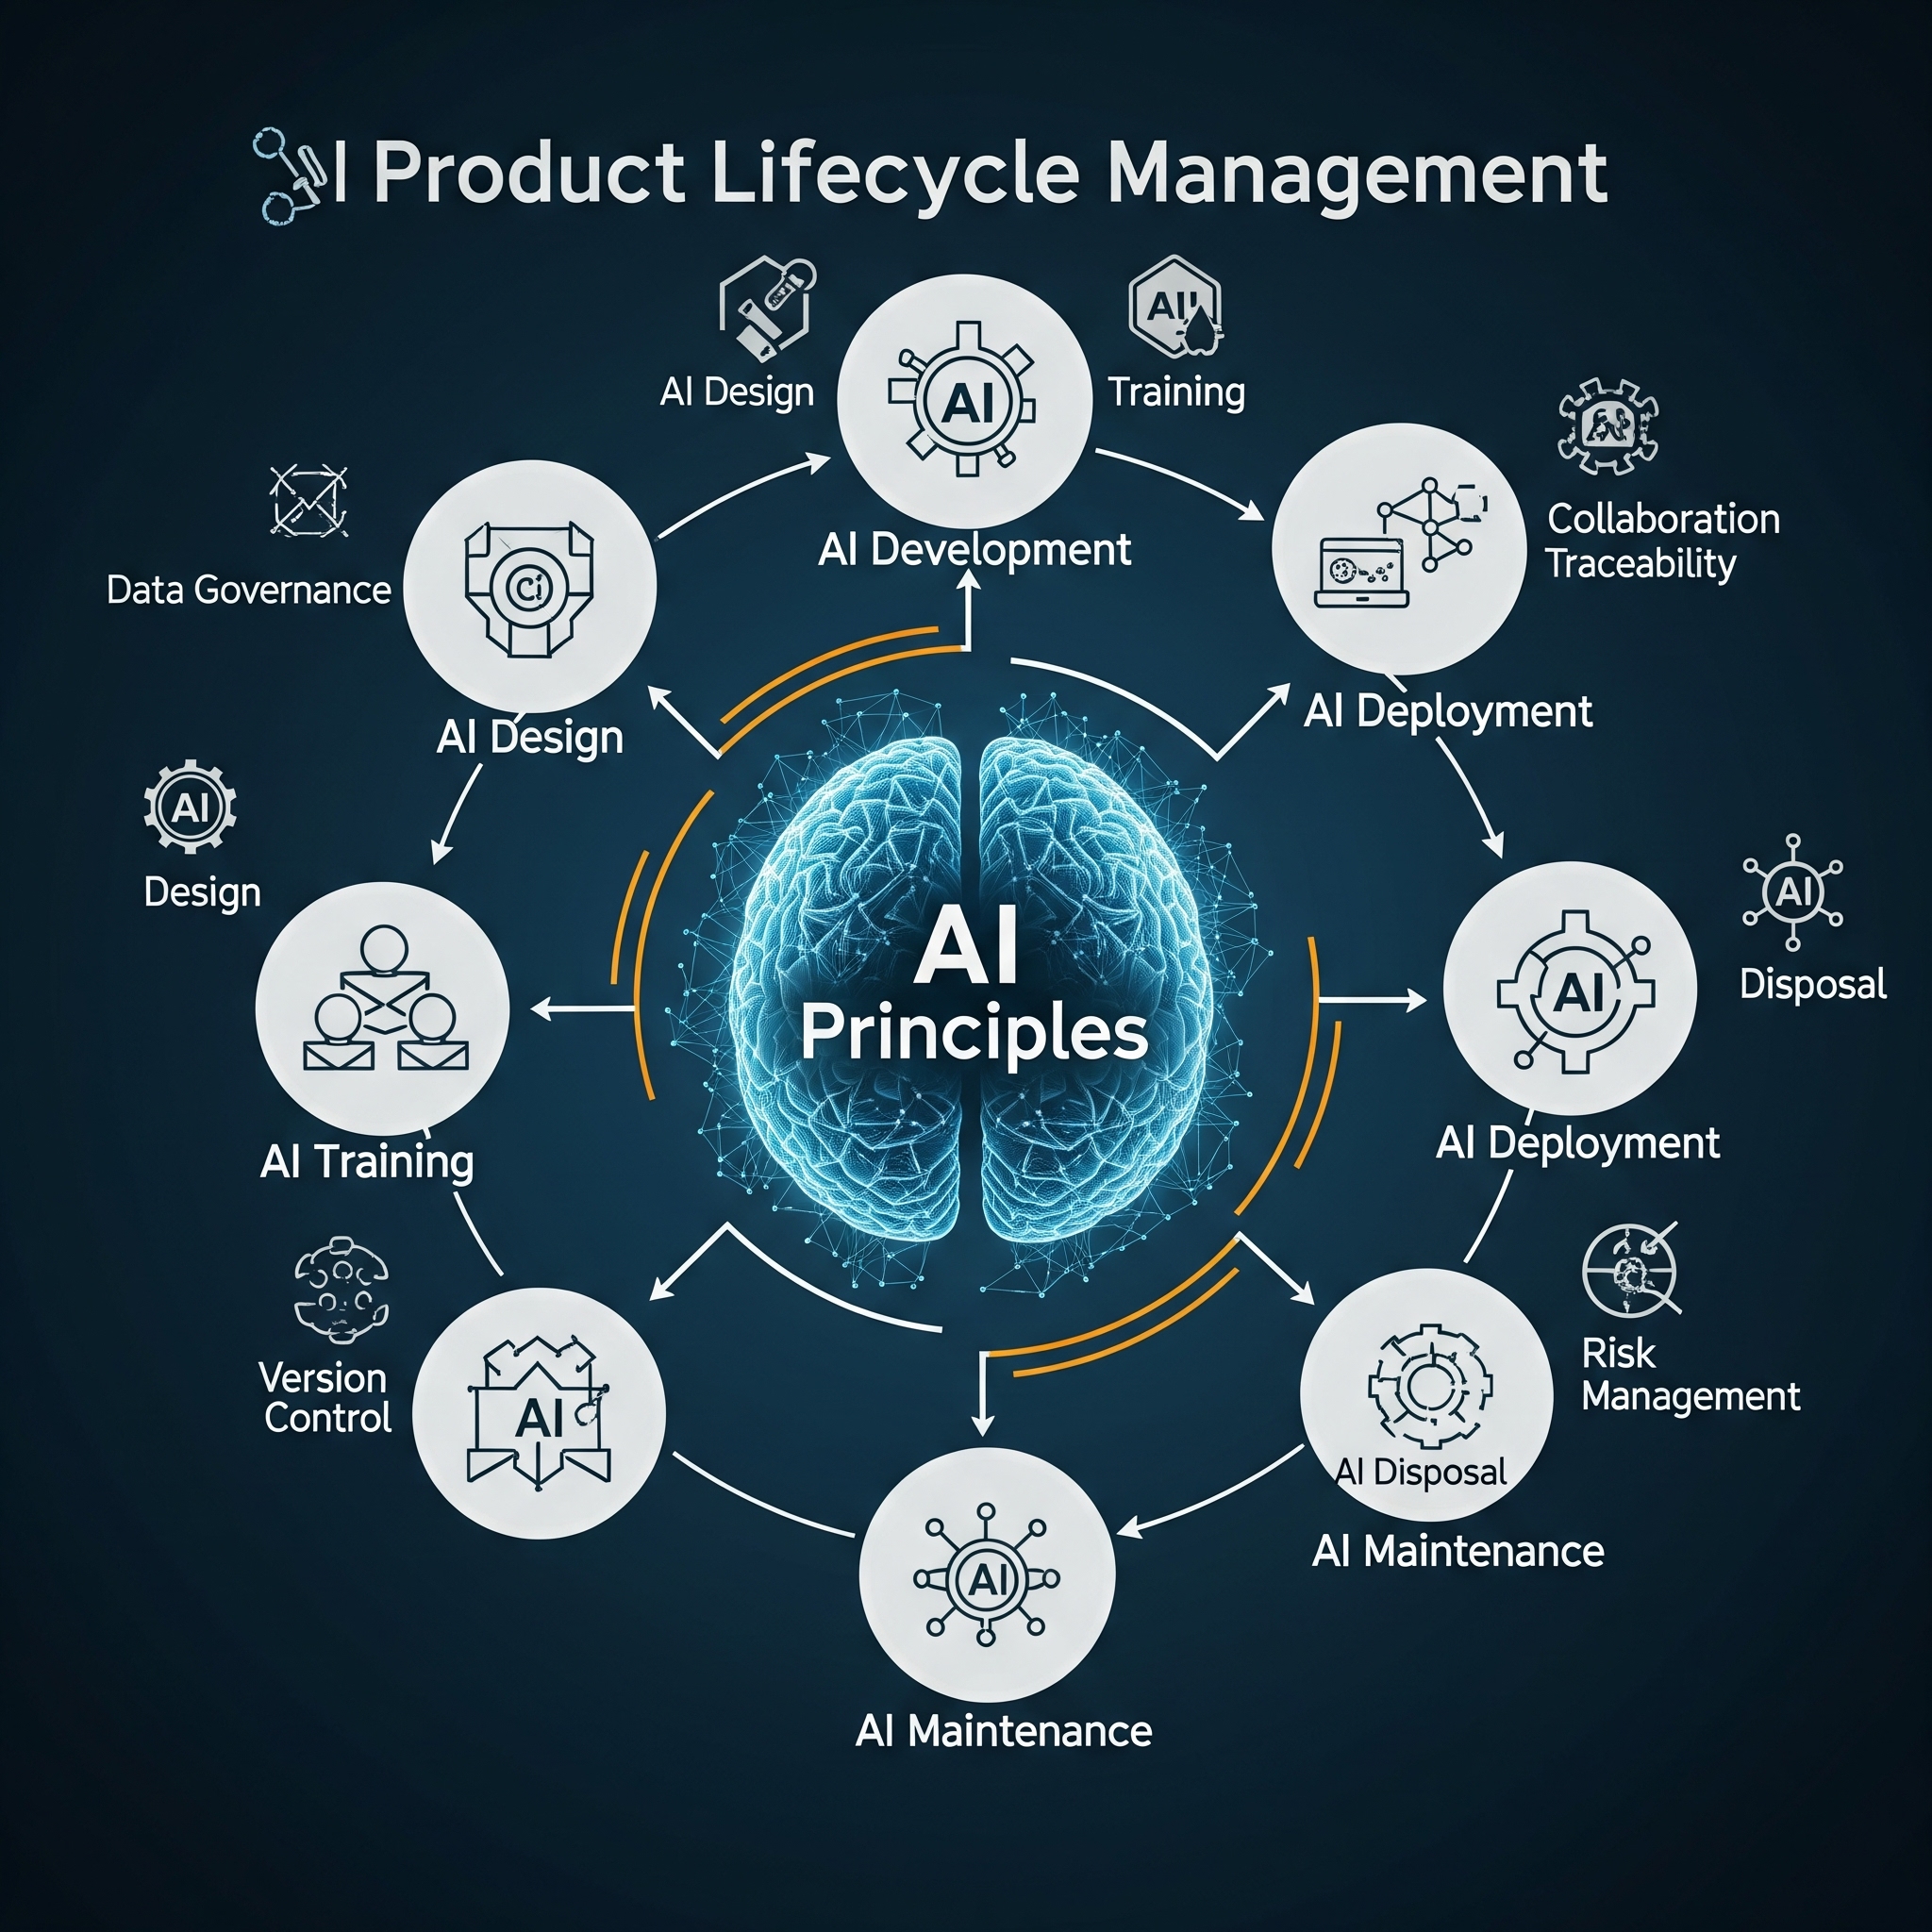 I Product Lifecycle Management
AI
AI Design
AI
Training
AI Development
Collaboration
Traceability
Data Governance
AI Design
AI Deployment
AI
Design
AI
Disposal
AI
Principles
AI
AI Training
AI Deployment
Version
Control
AI
Risk
Management
AI Disposal
AI Maintenance
AI
AI Maintenance